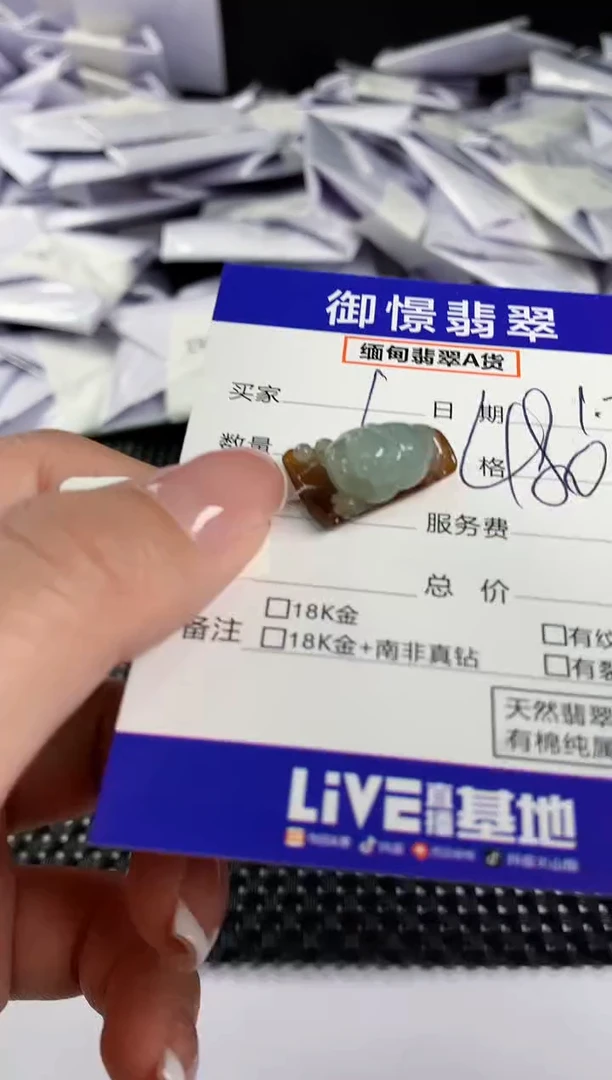 御憬翡翠
缅甸翡翠A货
买家 日期
数量 格 480
服务费
总价
备注 □18K金 □有纹
□18K金+南非真钻 □有裂
天然翡翠
有棉纯属
LiVE直播基地